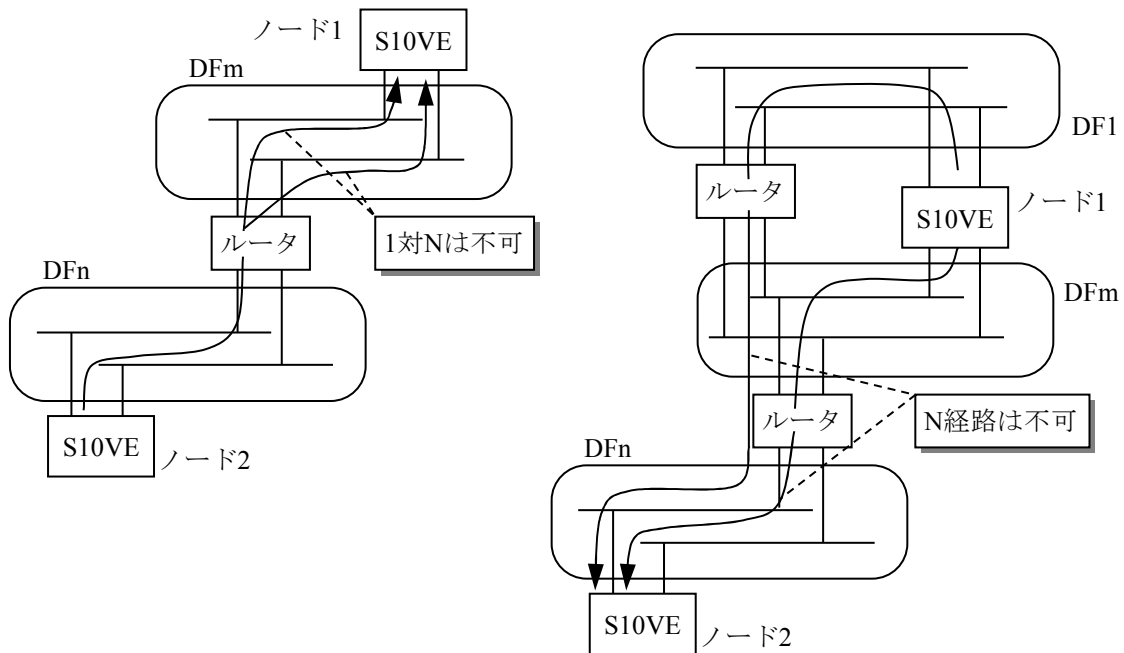 ノード1
S10VE
DFm
ルータ
1対Nは不可
DFn
S10VE
ノード2
DF1
ルータ
S10VE
ノード1
DFm
ルータ
N経路は不可
DFn
S10VE
ノード2